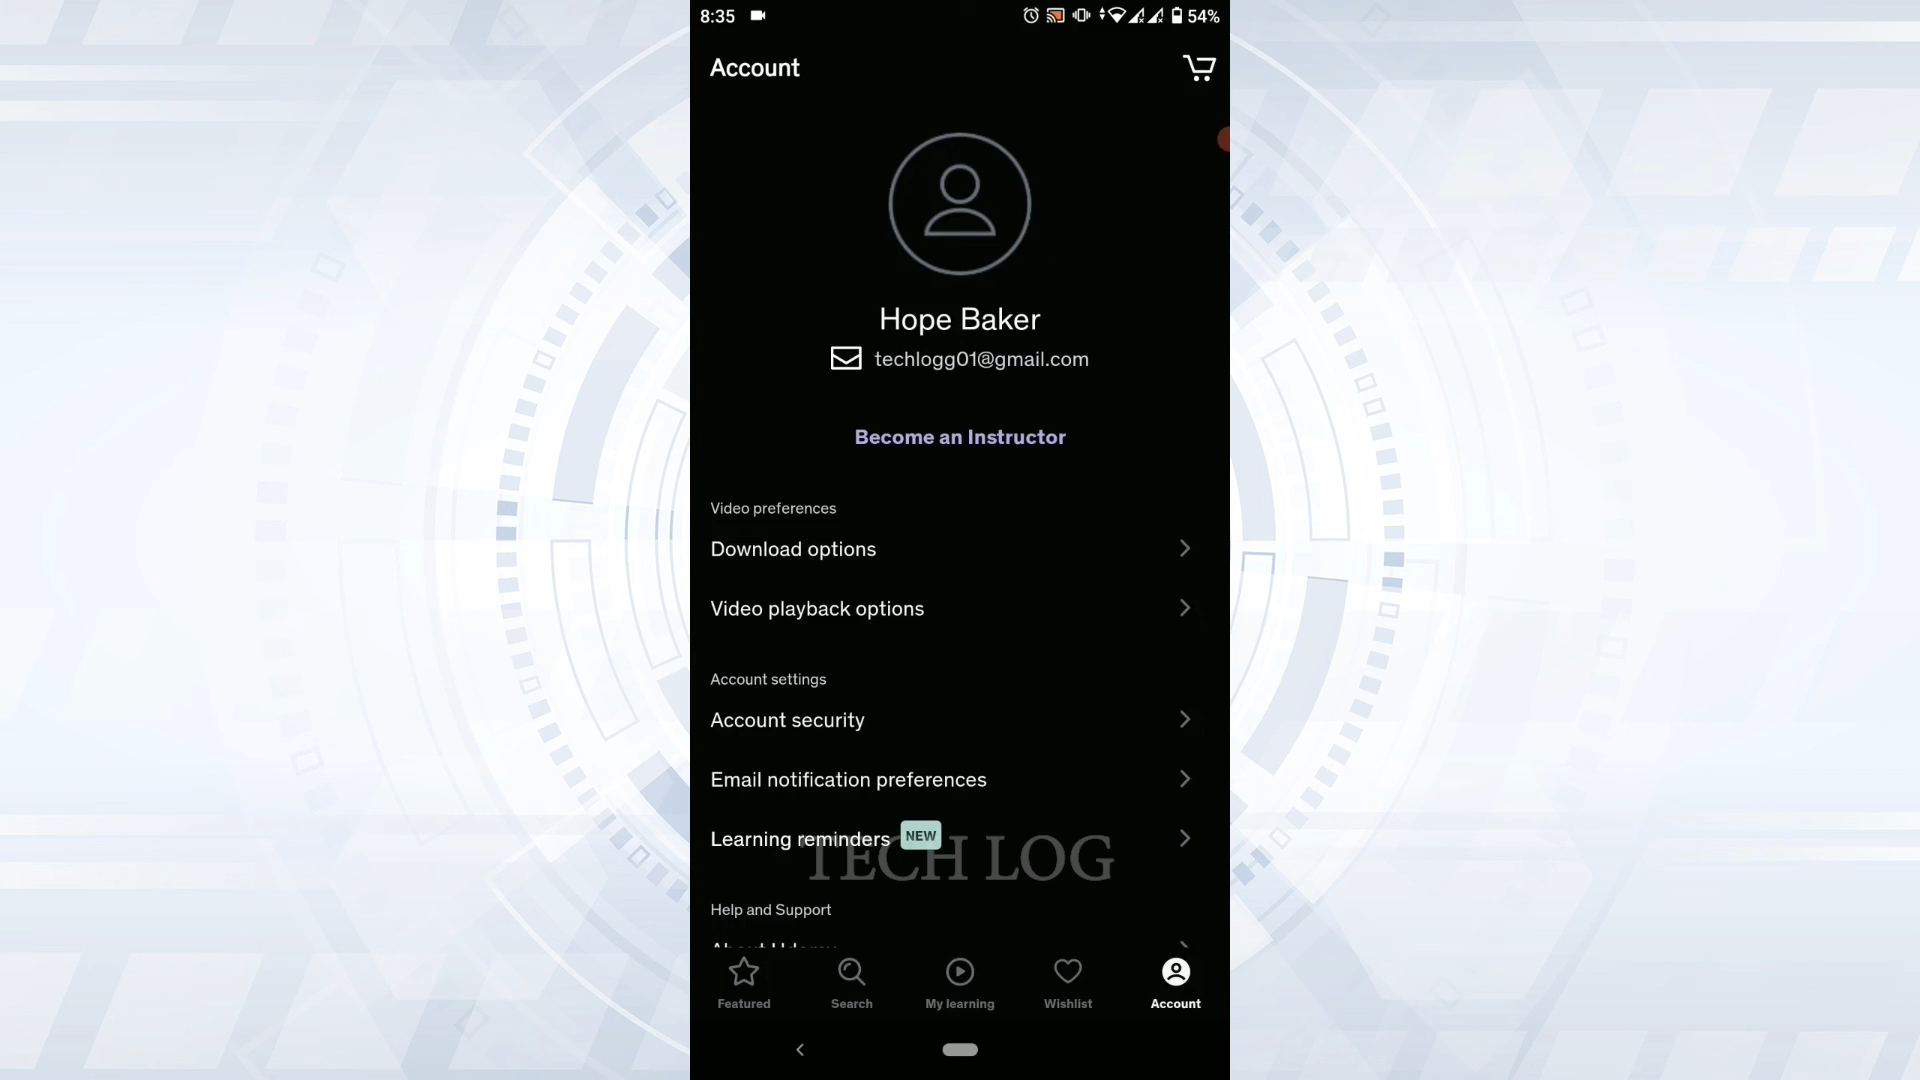 8:35
54%
Account
Hope Baker
techlogg01@gmail.com
Become an Instructor
Video preferences
Download options
Video playback options
Account settings
Account security
Email notification preferences
Learning reminders NEW
TECH LOG
Help and Support
About Udemy
Featured Search My learning Wishlist Account